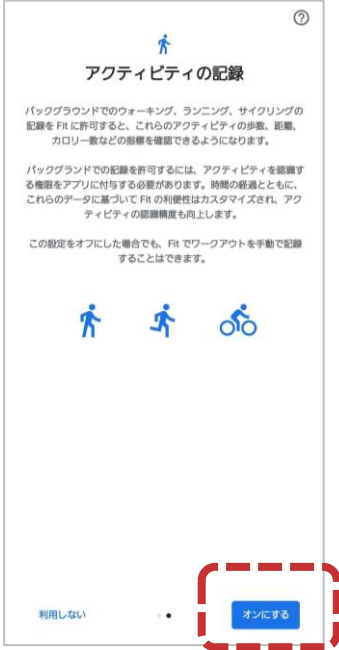 アクティビティの記録
バックグラウンドでのウォーキング、ランニング、サイクリングの
記録を Fit に許可すると、これらのアクティビティの歩数、距離、
カロリー数などの指標を確認できるようになります。
バックグランドでの記録を許可するには、アクティビティを認識す
る権限をアプリに付与する必要があります。時間の経過とともに、
これらのデータに基づいて Fit の利便性はカスタマイズされ、アク
ティビティの認識精度も向上します。
この設定をオフにした場合でも、Fit でワークアウトを手動で記録
することはできます。
利用しない
オンにする